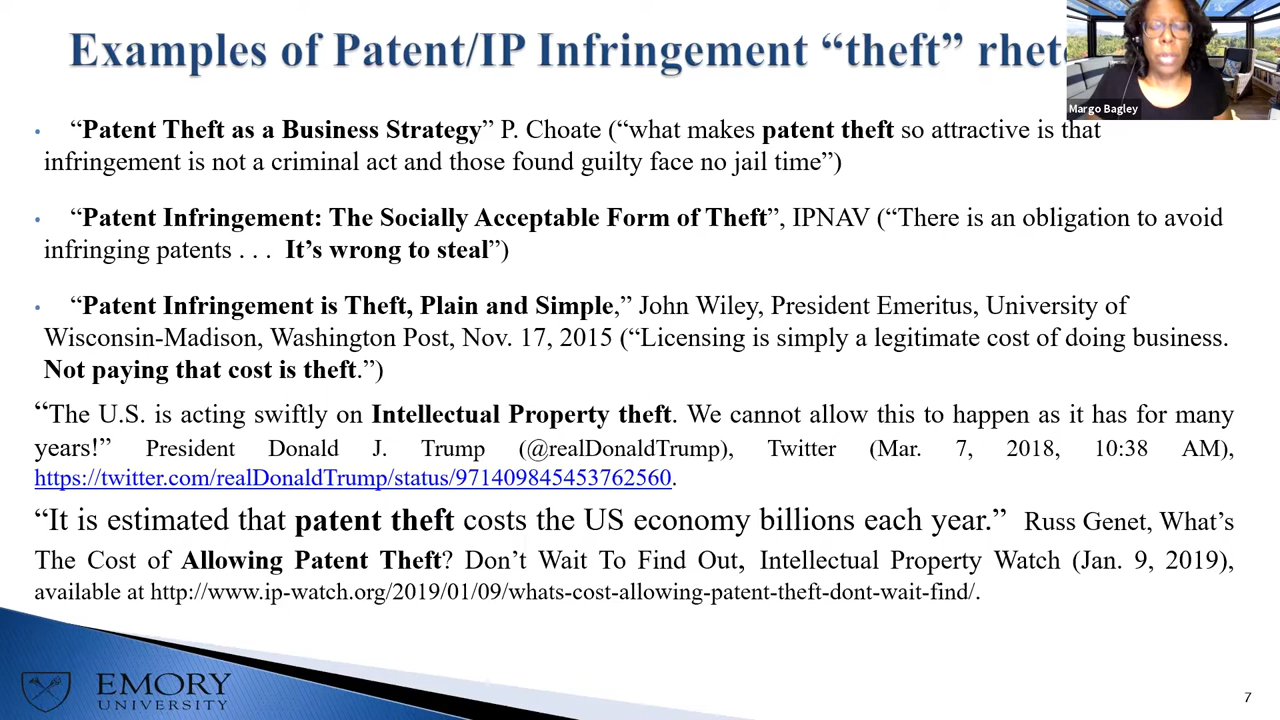 Examples of Patent/IP Infringement “theft” rhet
Margo Bagley
• “Patent Theft as a Business Strategy” P. Choate (“what makes patent theft so attractive is that
infringement is not a criminal act and those found guilty face no jail time”)
• “Patent Infringement: The Socially Acceptable Form of Theft”, IPNAV (“There is an obligation to avoid
infringing patents . . . It’s wrong to steal”)
• “Patent Infringement is Theft, Plain and Simple,” John Wiley, President Emeritus, University of
Wisconsin-Madison, Washington Post, Nov. 17, 2015 (“Licensing is simply a legitimate cost of doing business.
Not paying that cost is theft.”)
“The U.S. is acting swiftly on Intellectual Property theft. We cannot allow this to happen as it has for many
years!” President Donald J. Trump (@realDonaldTrump), Twitter (Mar. 7, 2018, 10:38 AM),
https://twitter.com/realDonaldTrump/status/971409845453762560.
“It is estimated that patent theft costs the US economy billions each year.” Russ Genet, What’s
The Cost of Allowing Patent Theft? Don’t Wait To Find Out, Intellectual Property Watch (Jan. 9, 2019),
available at http://www.ip-watch.org/2019/01/09/whats-cost-allowing-patent-theft-dont-wait-find/.
EMORY
UNIVERSITY
7